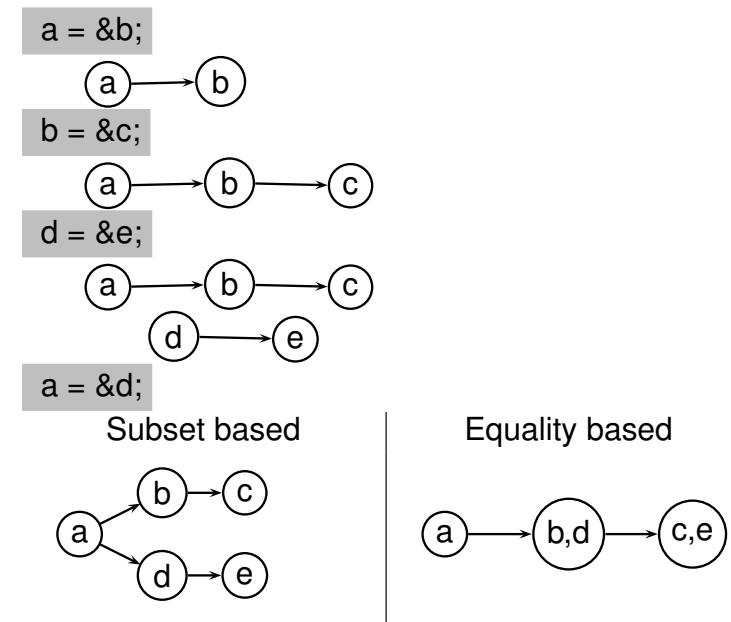 a = &b;
a b
b = &c;
a b c
d = &e;
a b c
d e
a = &d;
Subset based
Equality based
b c
a
d e
a b,d c,e